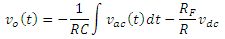 v_o(t) = -\frac{1}{RC}\int v_{ac}(t)dt - \frac{R_F}{R}v_{dc}